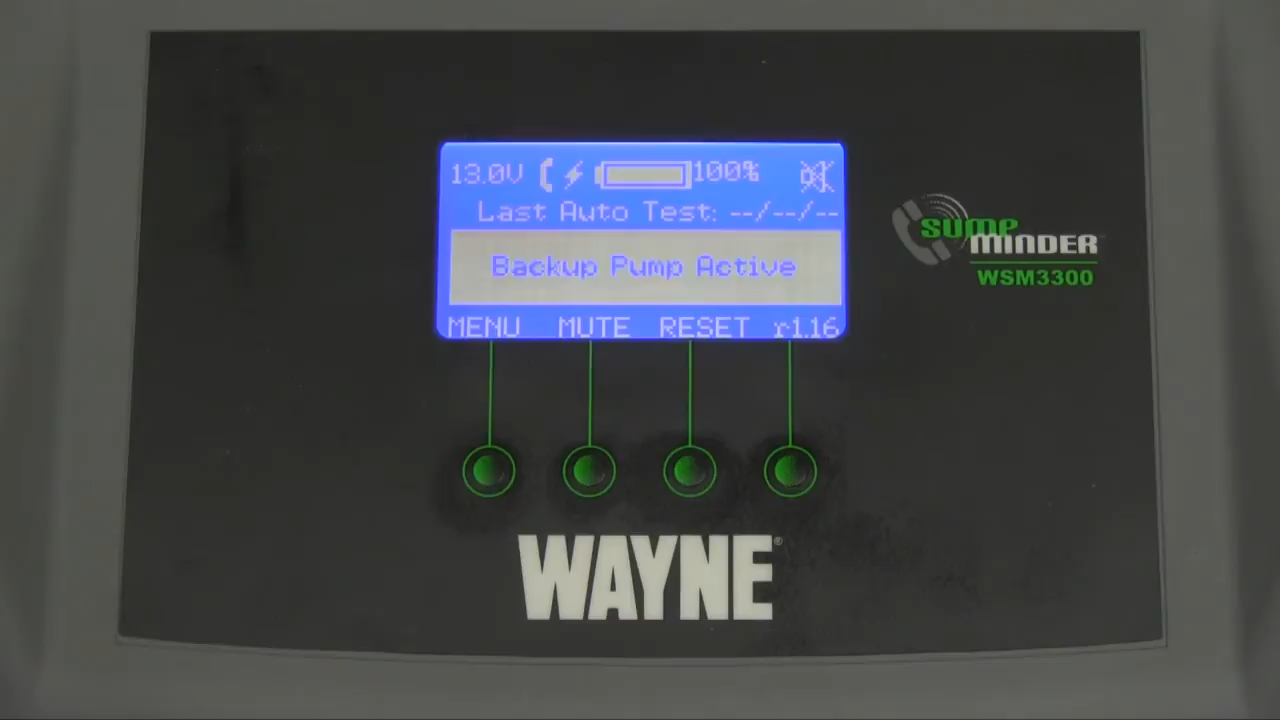 13.0V 100%
Last Auto Test: --/--/--
Backup Pump Active
MENU MUTE RESET r1.16
SUMP
MINDER
WSM3300
WAYNE®